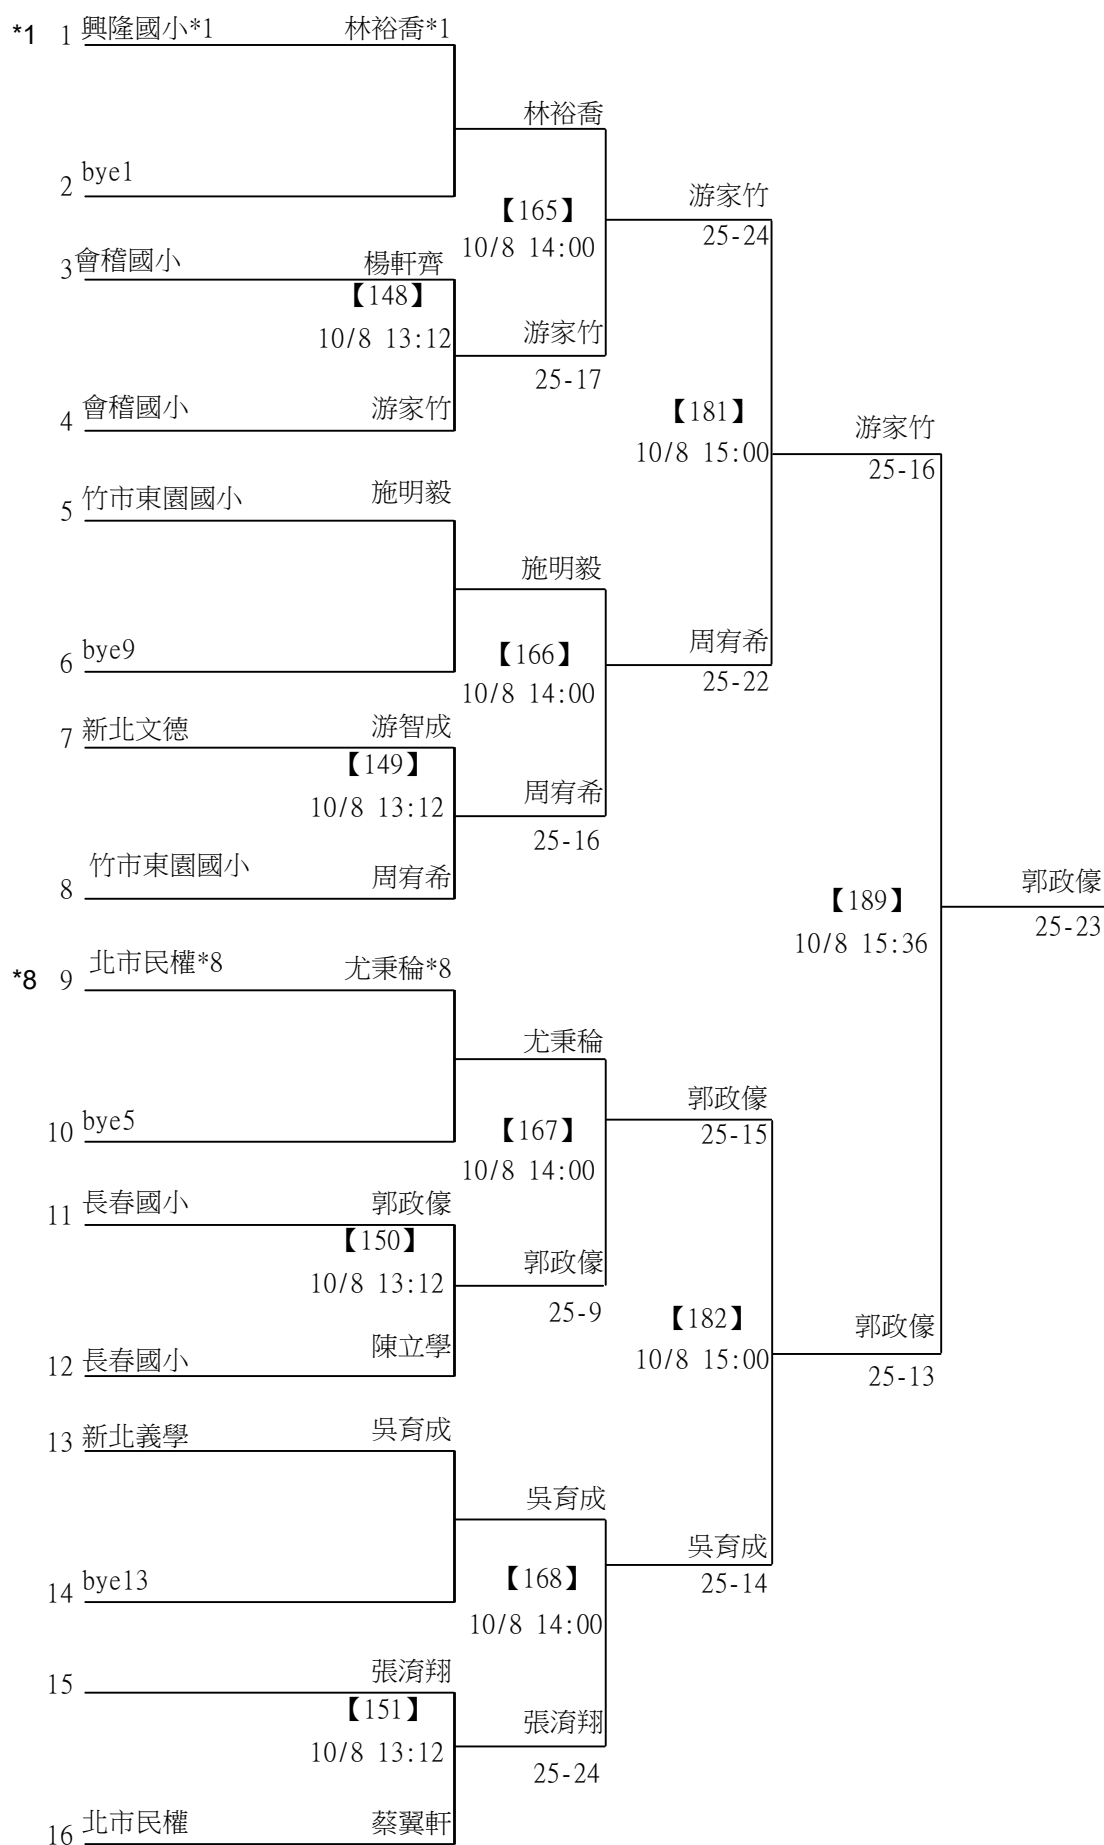 *1 1 興隆國小*1 林裕喬*1
林裕喬
2 bye1
游家竹
【165】
25-24
10/8 14:00
3 會稽國小 楊軒齊
【148】
10/8 13:12
游家竹
25-17
4 會稽國小 游家竹
【181】
游家竹
10/8 15:00
25-16
5 竹市東園國小 施明毅
施明毅
6 bye9
【166】
周宥希
10/8 14:00
25-22
7 新北文德 游智成
【149】
10/8 13:12
周宥希
25-16
8 竹市東園國小 周宥希
【189】
郭政儫
25-23
10/8 15:36
*8 9 北市民權*8 尤秉稐*8
尤秉稐
郭政儫
10 bye5
【167】
25-15
10/8 14:00
11 長春國小 郭政儫
【150】
10/8 13:12
郭政儫
25-9
【182】
郭政儫
12 長春國小 陳立學
10/8 15:00
25-13
13 新北義學 吳育成
吳育成
吳育成
14 bye13
【168】
25-14
10/8 14:00
15 張淯翔
【151】
張淯翔
10/8 13:12
25-24
16 北市民權 蔡翼軒